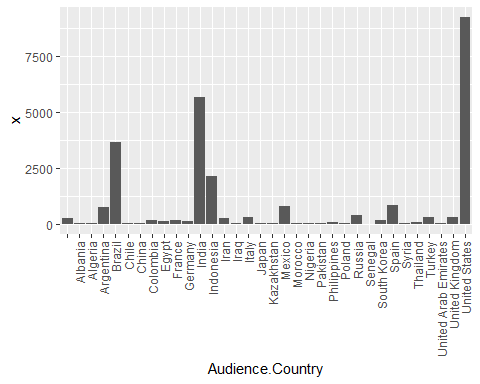 7500
5000
2500
0
x
Albania
Algeria
Argentina
Brazil
Chile
China
Colombia
Egypt
France
Germany
India
Indonesia
Iran
Iraq
Italy
Japan
Kazakhstan
Mexico
Morocco
Nigeria
Pakistan
Philippines
Poland
Russia
Senegal
South Korea
Spain
Syria
Thailand
Turkey
United Arab Emirates
United Kingdom
United States
Audience.Country